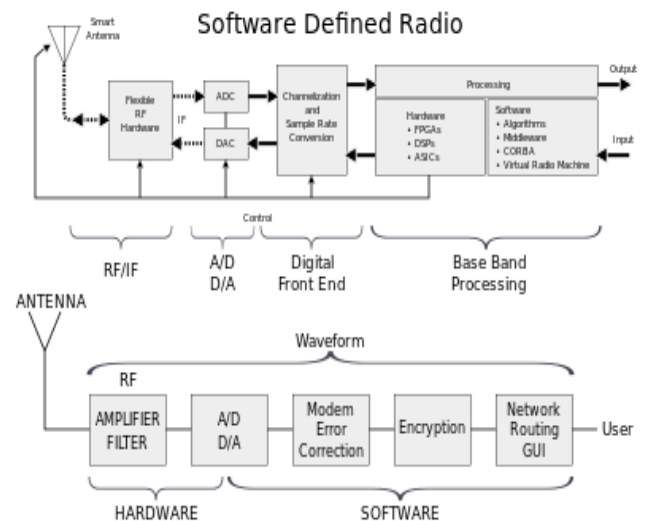 Software Defined Radio
Smart
Antenna
Flexible
RF
Hardware
IF
ADC
DAC
Channelization
and
Sample Rate
Conversion
Processing
Hardware
• FPGAs
• DSPs
• ASICs
Software
• Algorithms
• Middleware
• CORBA
• Virtual Radio Machine
Output
Input
Control
RF/IF
A/D
D/A
Digital
Front End
Base Band
Processing
ANTENNA
Waveform
RF
AMPLIFIER
FILTER
A/D
D/A
Modem
Error
Correction
Encryption
Network
Routing
GUI
User
HARDWARE
SOFTWARE